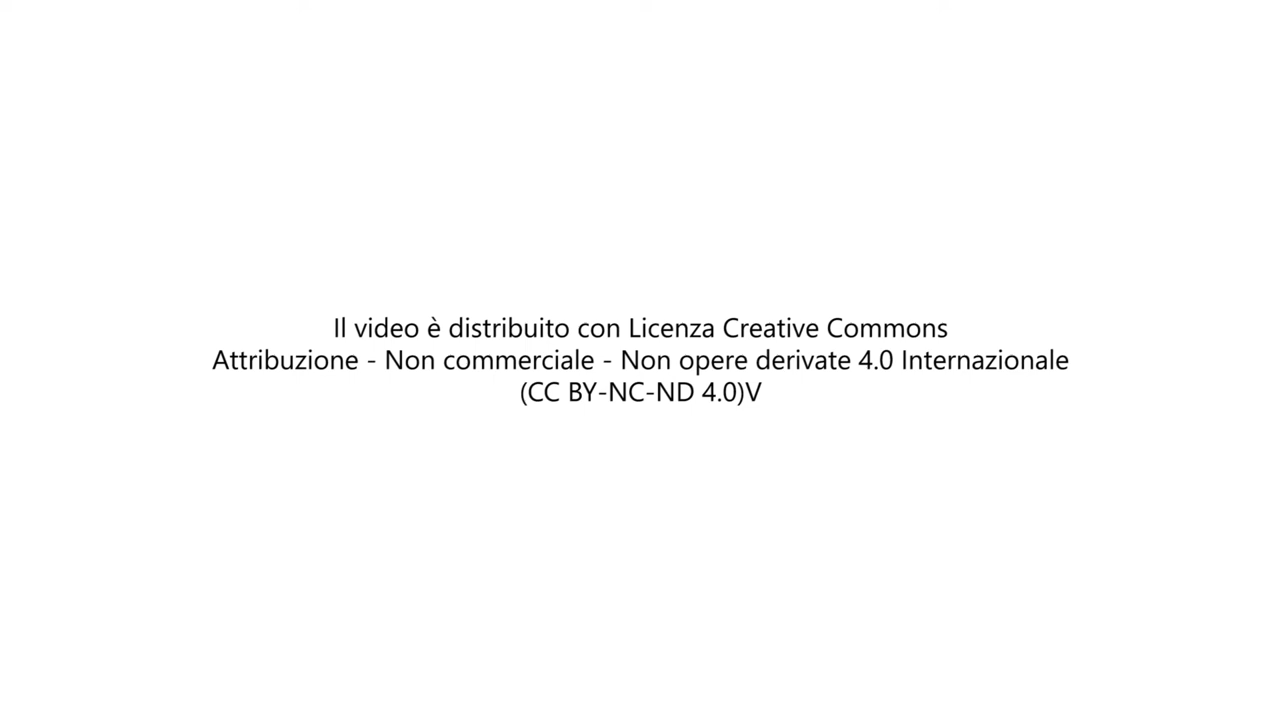 Il video è distribuito con Licenza Creative Commons
Attribuzione - Non commerciale - Non opere derivate 4.0 Internazionale
(CC BY-NC-ND 4.0)V